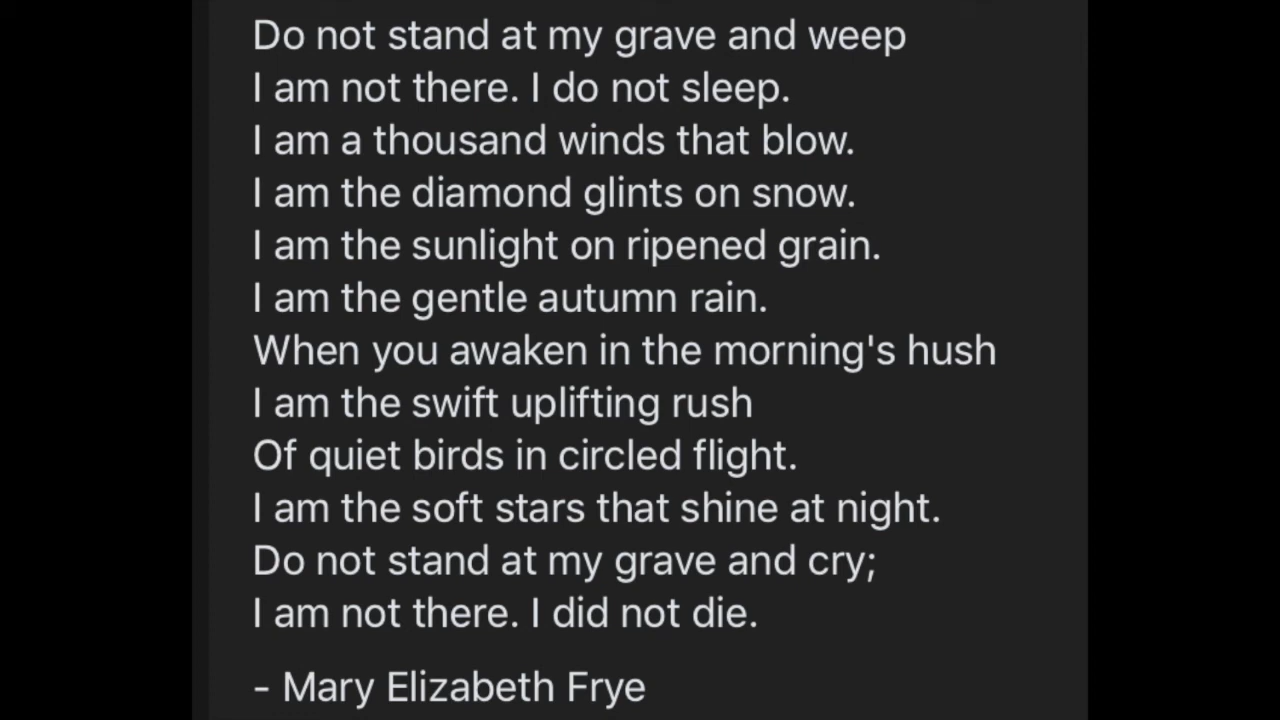 Do not stand at my grave and weep
I am not there. I do not sleep.
I am a thousand winds that blow.
I am the diamond glints on snow.
I am the sunlight on ripened grain.
I am the gentle autumn rain.
When you awaken in the morning's hush
I am the swift uplifting rush
Of quiet birds in circled flight.
I am the soft stars that shine at night.
Do not stand at my grave and cry;
I am not there. I did not die.
- Mary Elizabeth Frye